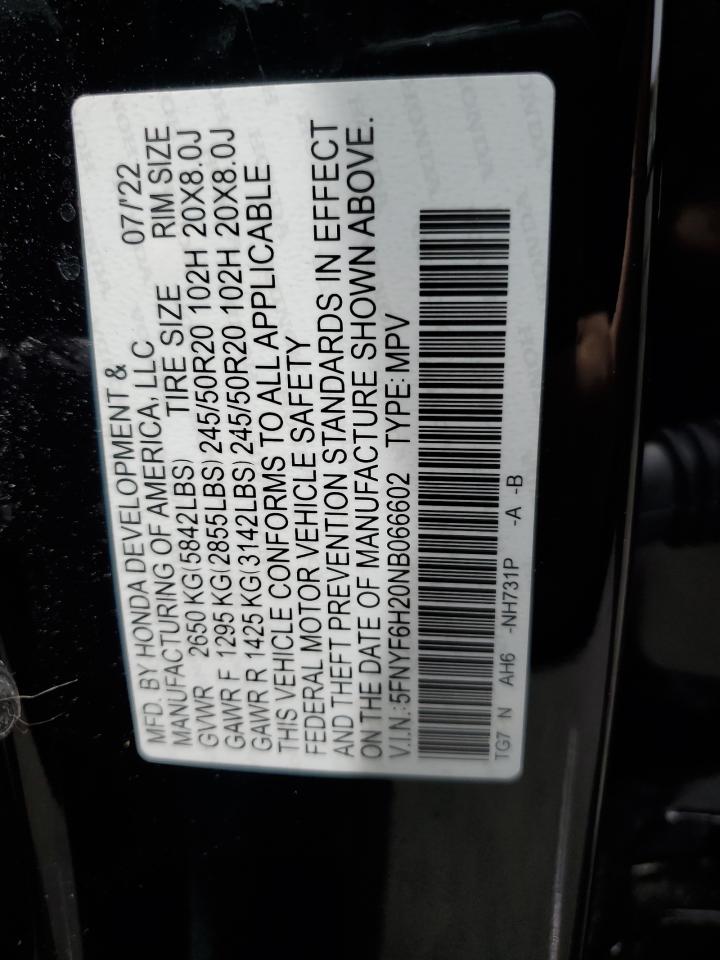 MFD. BY HONDA DEVELOPMENT & 07/'22
MANUFACTURING OF AMERICA, LLC
GVWR 2650 KG(5842LBS) TIRE SIZE RIM SIZE
GAWR F 1295 KG(2855LBS) 245/50R20 102H 20X8.0J
GAWR R 1425 KG(3142LBS) 245/50R20 102H 20X8.0J
THIS VEHICLE CONFORMS TO ALL APPLICABLE
FEDERAL MOTOR VEHICLE SAFETY
AND THEFT PREVENTION STANDARDS IN EFFECT
ON THE DATE OF MANUFACTURE SHOWN ABOVE.
V.I.N.: 5FNYF6H20NB066602 TYPE: MPV
TG7 N AH6 -NH731P -A -B